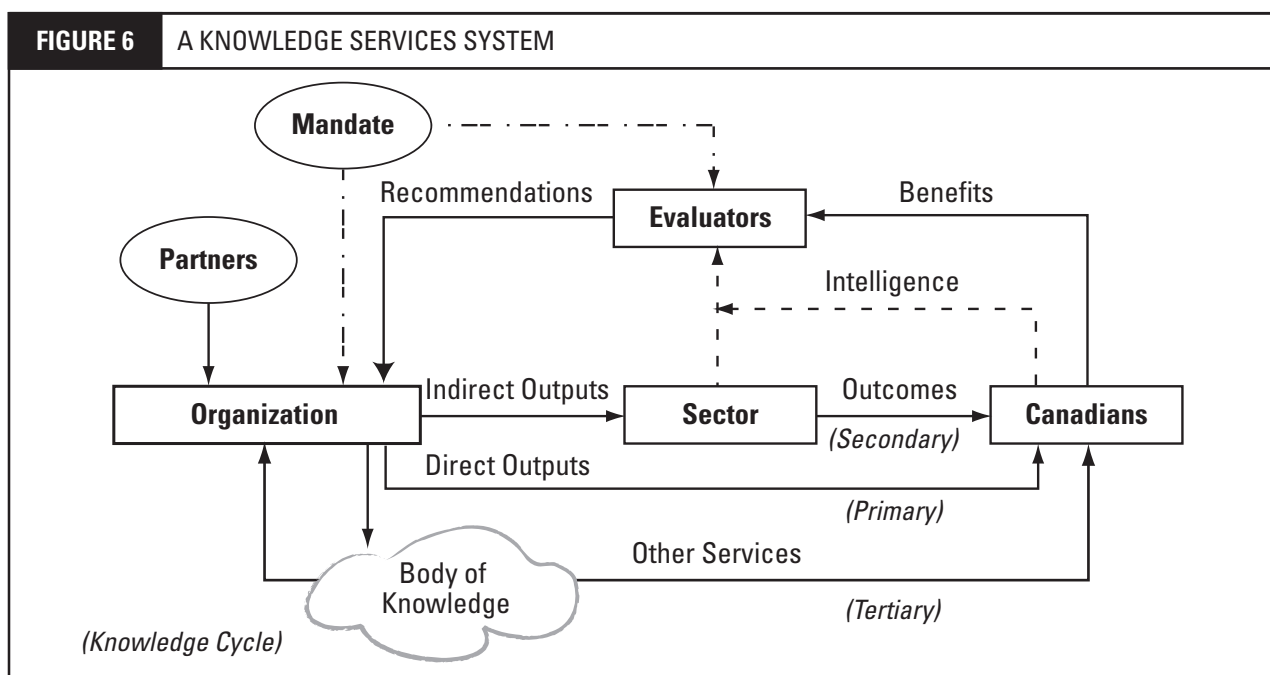 FIGURE 6 A KNOWLEDGE SERVICES SYSTEM
Mandate
Recommendations
Benefits
Evaluators
Partners
Intelligence
Indirect Outputs
Outcomes
Organization
Sector
Canadians
(Secondary)
Direct Outputs
(Primary)
Other Services
Body of
Knowledge
(Tertiary)
(Knowledge Cycle)